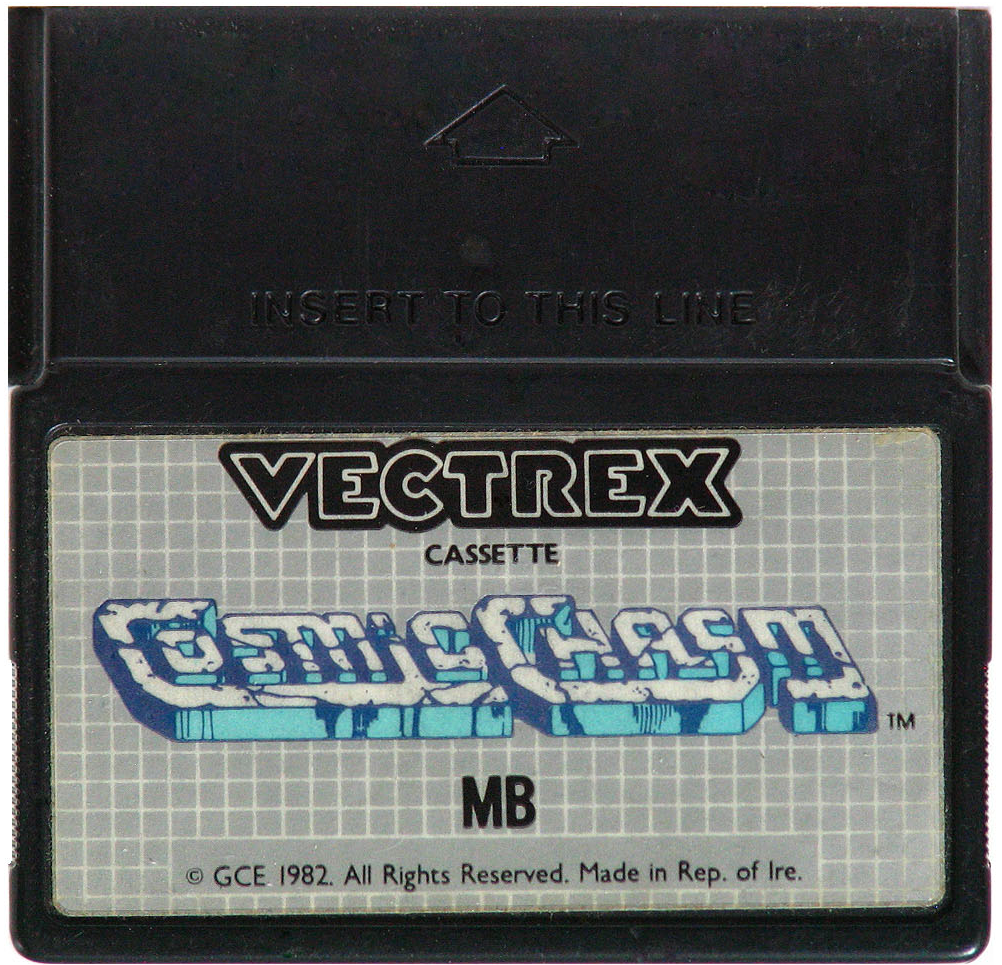 INSERT TO THIS LINE
VECTREX
CASSETTE
COSMIC CHASM ™
MB
© GCE 1982. All Rights Reserved. Made in Rep. of Ire.